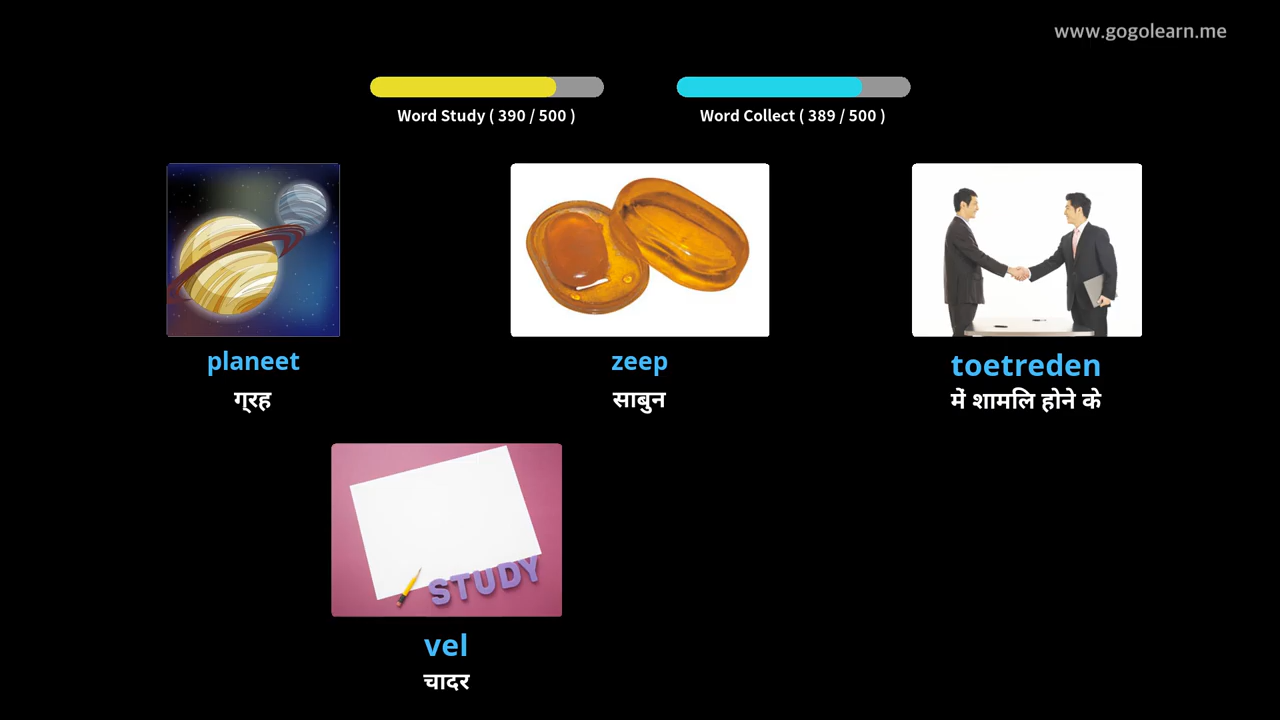 www.gogolearn.me
Word Study ( 390 / 500 )
Word Collect ( 389 / 500 )
planeet
ग्रह
zeep
साबुन
toetreden
में शामलि होने के
STUDY
vel
चादर